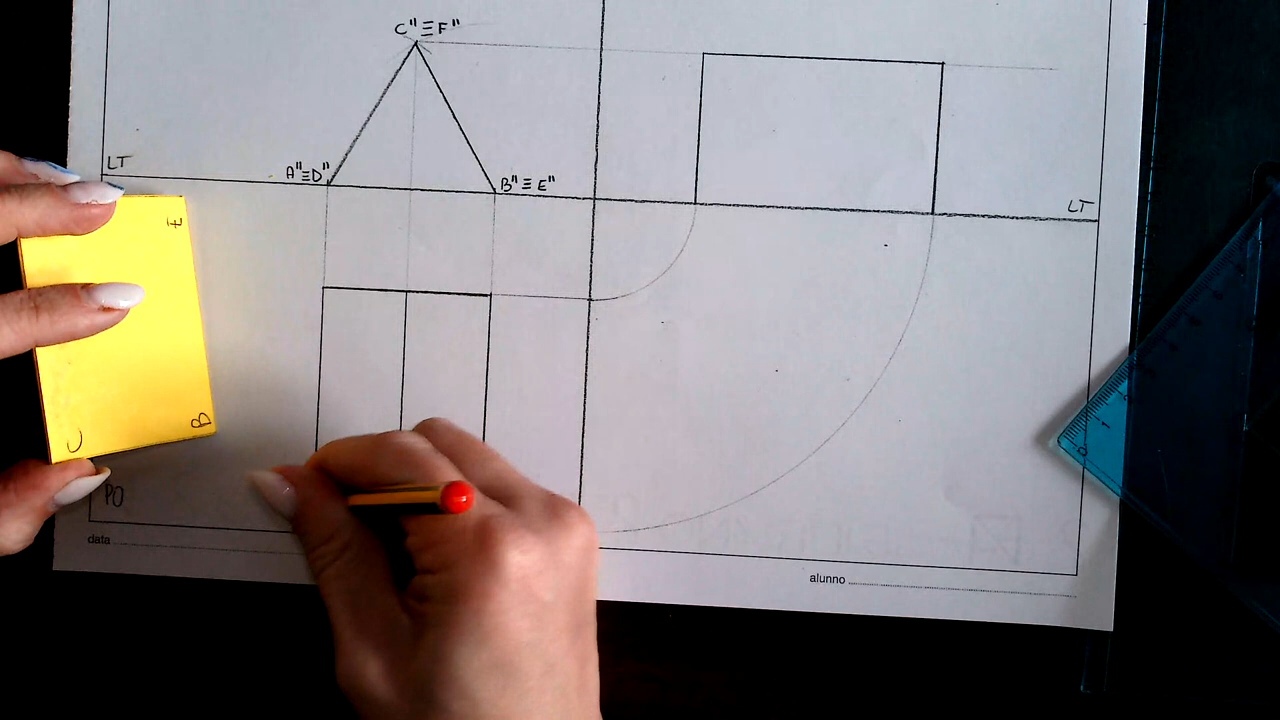 C"≡F"
LT
A"≡D"
B"≡E"
LT
E
B
C
PO
data
alunno